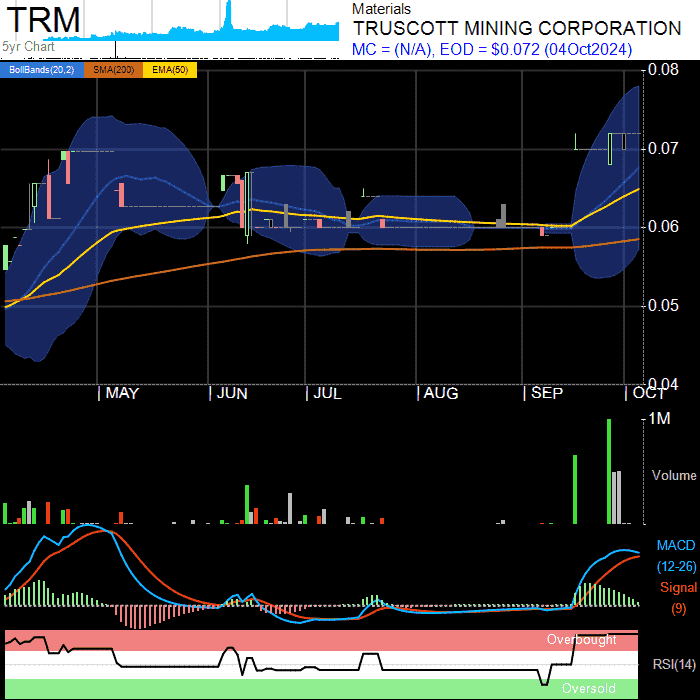 TRM
5yr Chart
Materials
TRUSCOTT MINING CORPORATION
MC = (N/A), EOD = $0.072 (04Oct2024)
BollBands(20,2) SMA(200) EMA(50)
0.08
0.07
0.06
0.05
0.04
MAY JUN JUL AUG SEP OCT
1M
Volume
MACD
(12-26)
Signal
(9)
Overbought
RSI(14)
Oversold